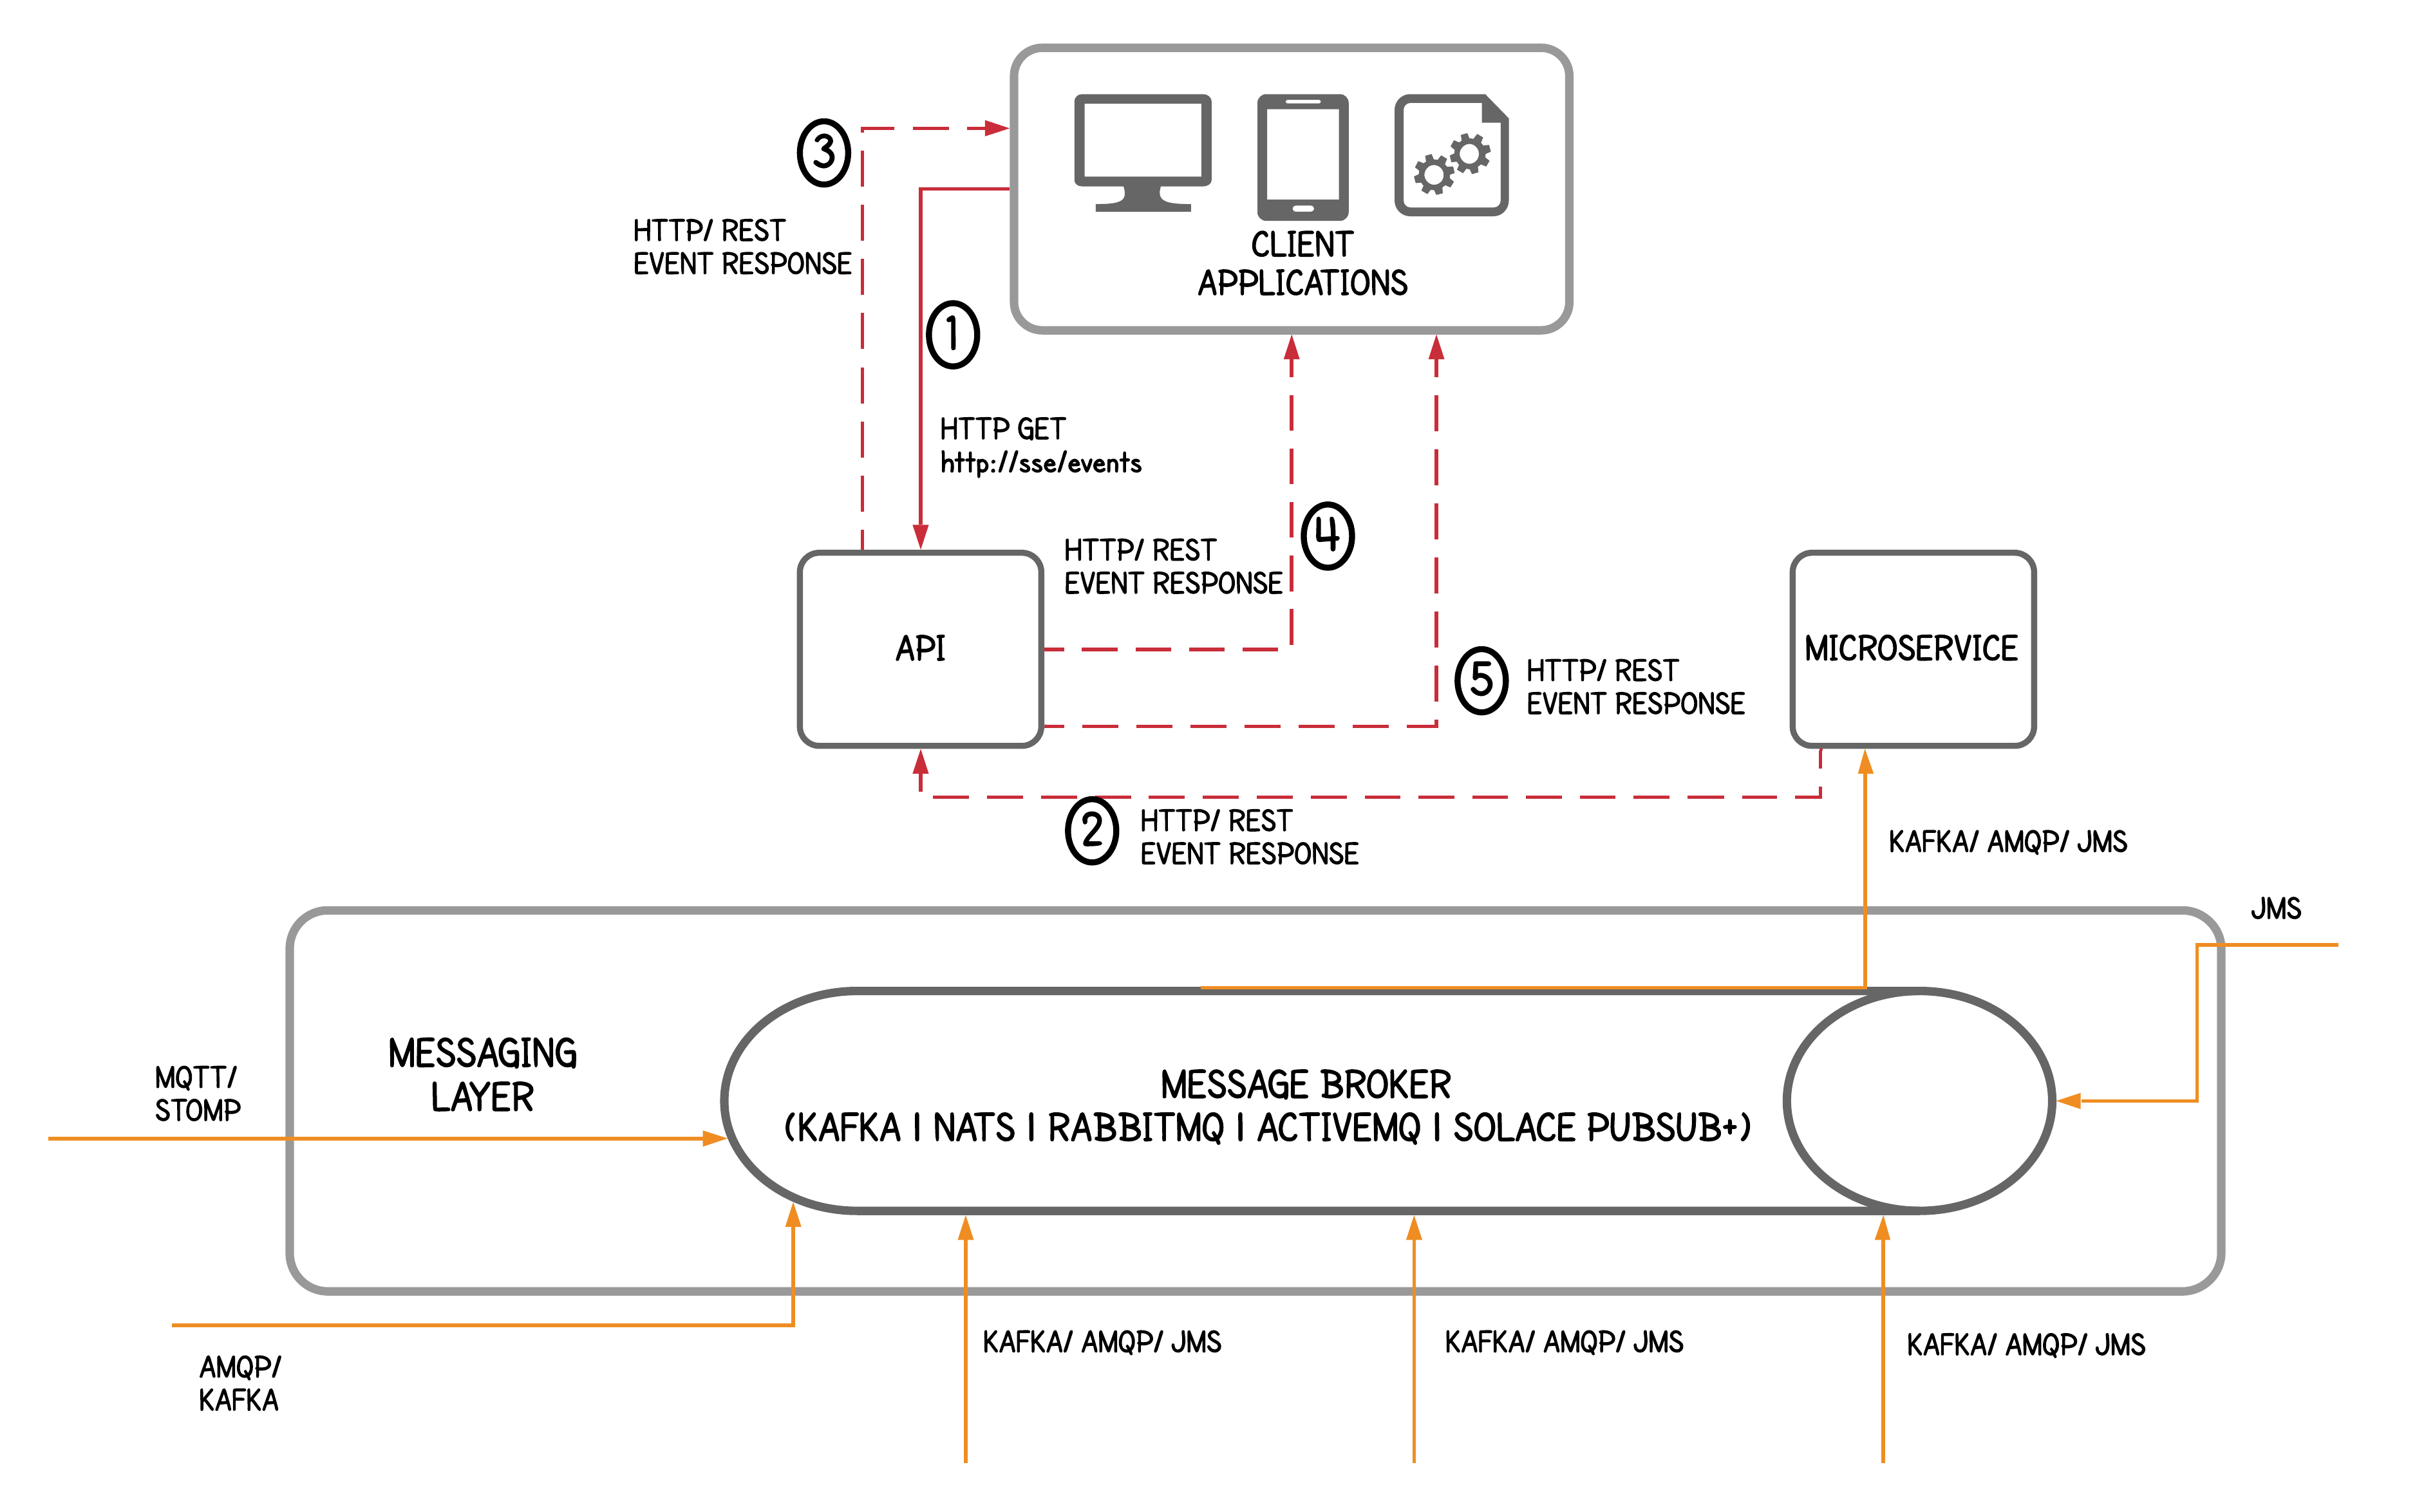 3
HTTP/ REST
EVENT RESPONSE
CLIENT
APPLICATIONS
1
HTTP GET
http://sse/events
HTTP/ REST
EVENT RESPONSE
4
API
5
HTTP/ REST
EVENT RESPONSE
MICROSERVICE
2
HTTP/ REST
EVENT RESPONSE
KAFKA/ AMQP/ JMS
JMS
MESSAGING
LAYER
MQTT/
STOMP
MESSAGE BROKER
(KAFKA | NATS | RABBITMQ | ACTIVEMQ | SOLACE PUBSUB+)
AMQP/
KAFKA
KAFKA/ AMQP/ JMS
KAFKA/ AMQP/ JMS
KAFKA/ AMQP/ JMS